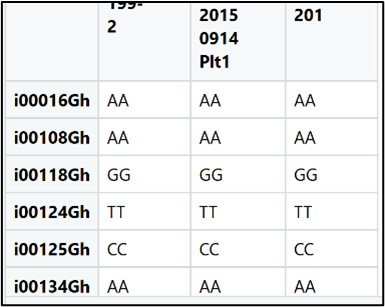 199-
2
2015
0914
Plt1
201
i00016Gh AA AA AA
i00108Gh AA AA AA
i00118Gh GG GG GG
i00124Gh TT TT TT
i00125Gh CC CC CC
i00134Gh AA AA AA